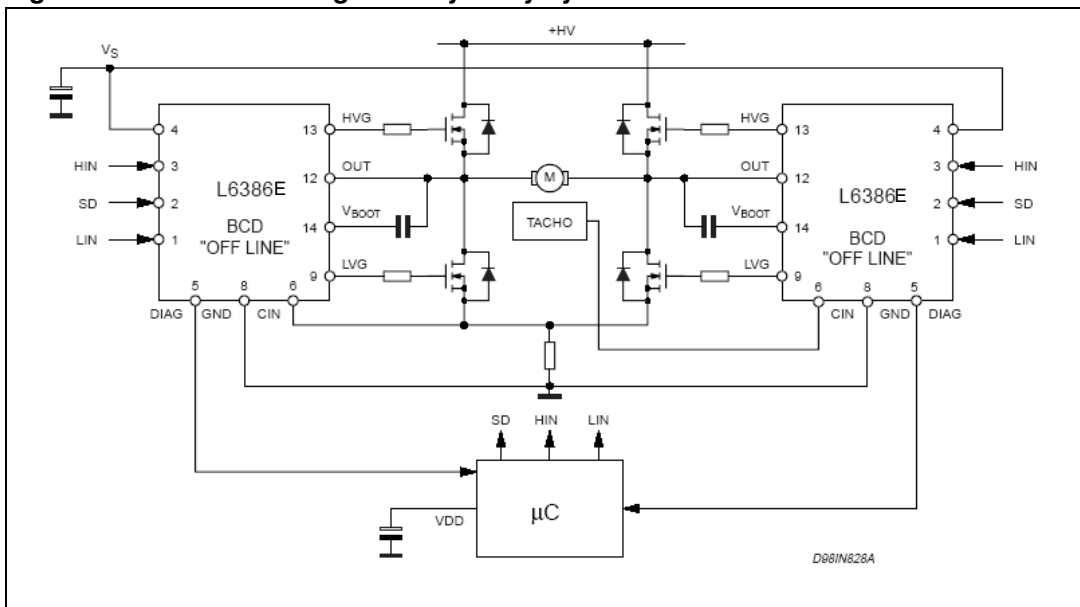 +HV
VS
4
13
HVG
HVG
13
4
HIN
3
12
OUT
OUT
12
3
HIN
L6386E
M
L6386E
SD
2
2
SD
BCD
"OFF LINE"
14
VBOOT
TACHO
VBOOT
14
BCD
"OFF LINE"
LIN
1
1
LIN
9
LVG
LVG
9
5
8
6
6
8
5
DIAG
GND
CIN
CIN
GND
DIAG
SD
HIN
LIN
µC
VDD
D98IN828A